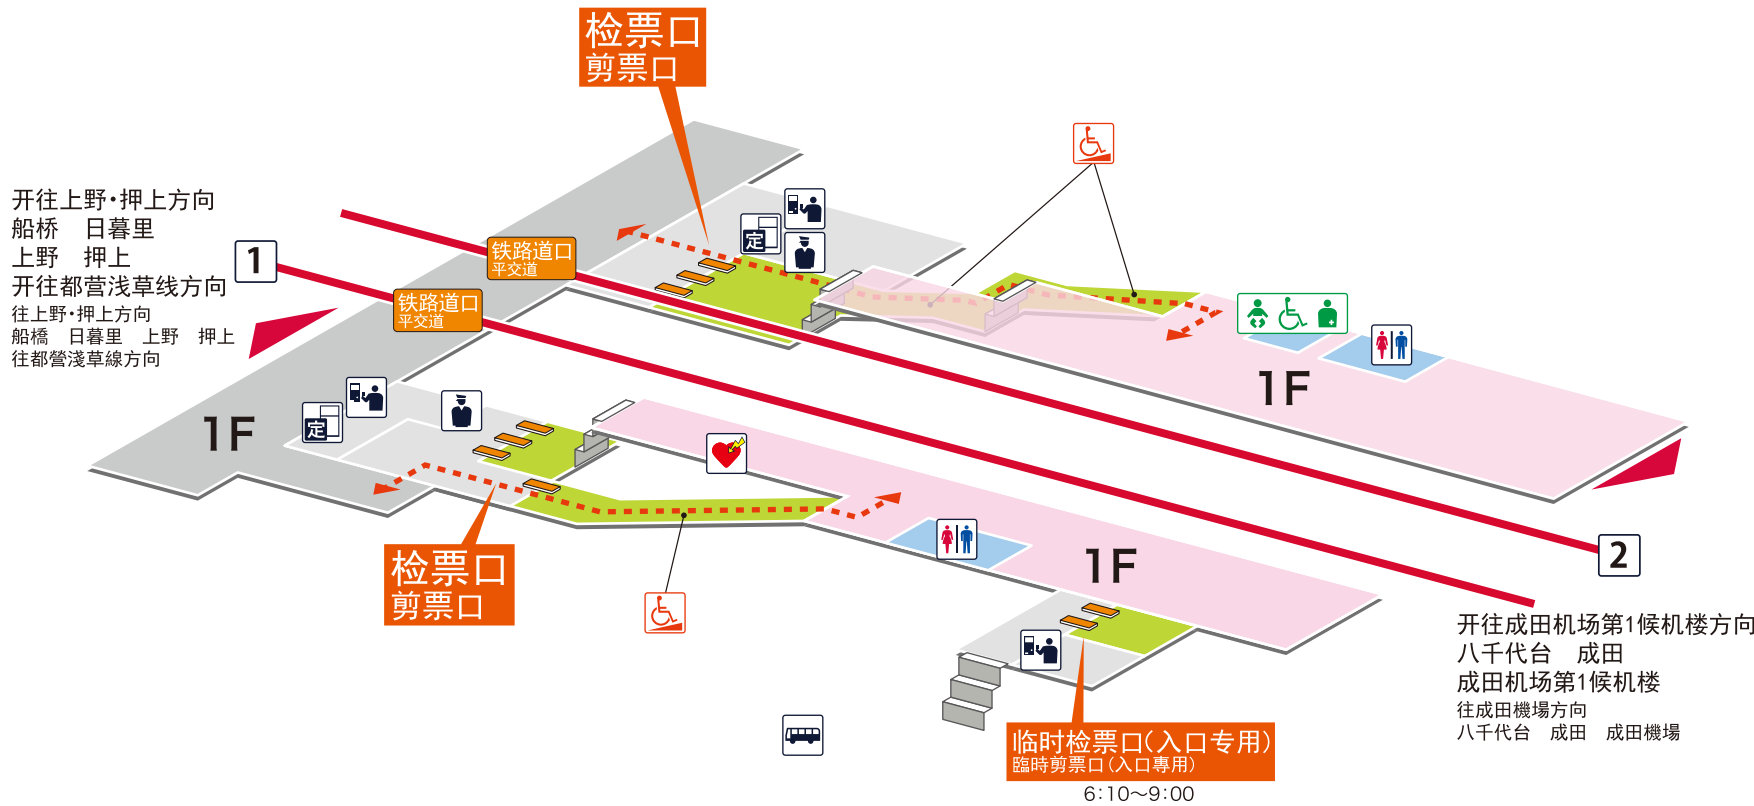 检票口
剪票口
开往上野・押上方向
船桥　日暮里
上野　押上
开往都营浅草线方向
往上野・押上方向
船橋　日暮里　上野　押上
往都營淺草線方向
1
铁路道口
平交道
铁路道口
平交道
定
1F
定
1F
检票口
剪票口
1F
2
开往成田机场第1候机楼方向
八千代台　成田
成田机场第1候机楼
往成田機場方向
八千代台　成田　成田機場
临时检票口（入口专用）
臨時剪票口（入口專用）
6：10～9：00